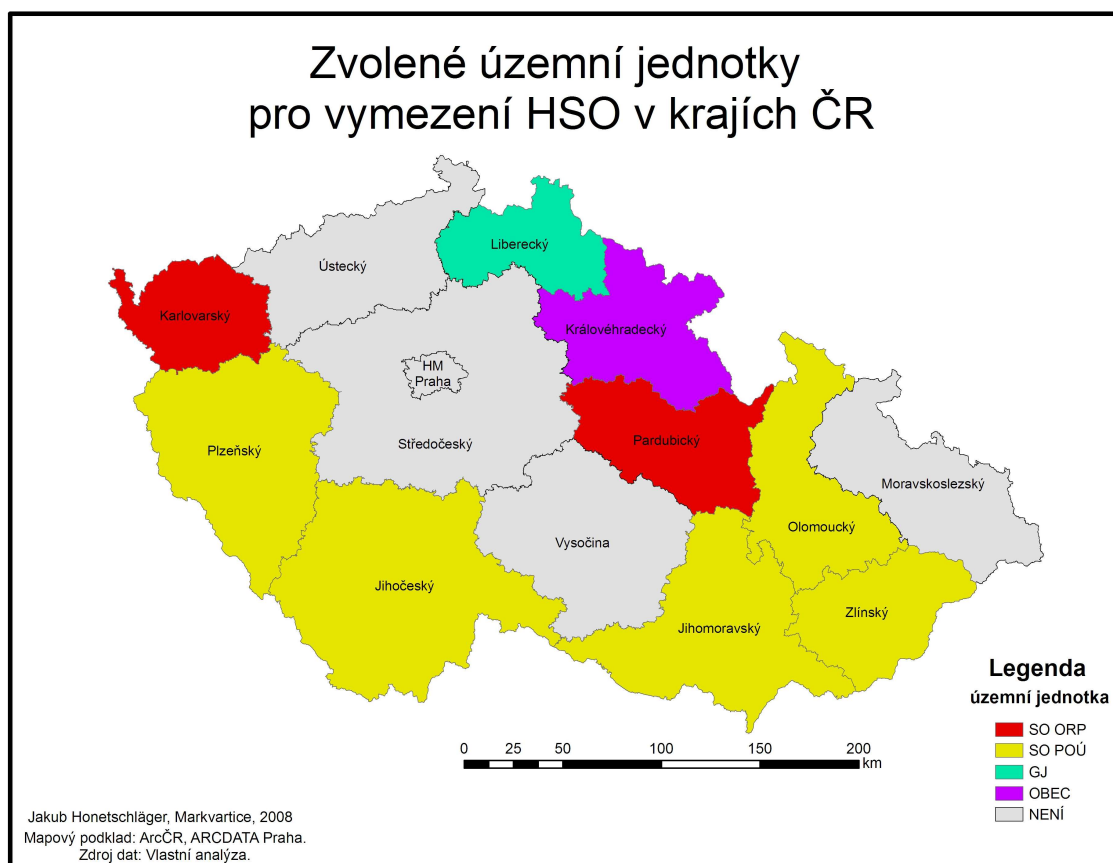 Zvolené územní jednotky
pro vymezení HSO v krajích ČR
Liberecký
Ústecký
Karlovarský
Královéhradecký
HM
Praha
Středočeský
Pardubický
Plzeňský
Moravskoslezský
Olomoucký
Vysočina
Jihočeský
Zlínský
Jihomoravský
Legenda
územní jednotka
SO ORP
SO POÚ
GJ
OBEC
NENÍ
0 25 50 100 150 200
km
Jakub Honetschläger, Markvartice, 2008
Mapový podklad: ArcČR, ARCDATA Praha.
Zdroj dat: Vlastní analýza.